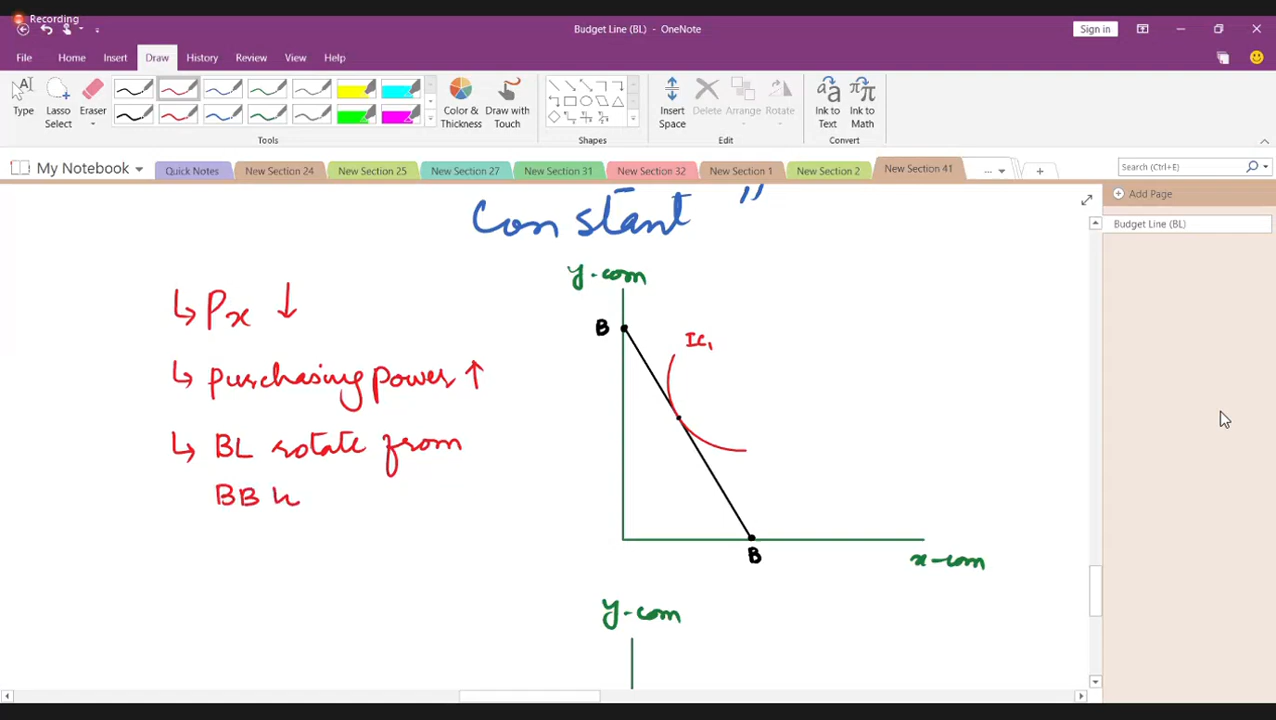 Recording
Budget Line (BL) - OneNote
Sign in
File Home Insert Draw History Review View Help
Type
Lasso Select
Eraser
Color & Thickness
Draw with Touch
Insert Space
Delete
Arrange
Rotate
Ink to Text
Ink to Math
Tools
Shapes
Edit
Convert
My Notebook
Quick Notes
New Section 24
New Section 25
New Section 27
New Section 31
New Section 32
New Section 1
New Section 2
New Section 41
Search (Ctrl+E)
Add Page
Budget Line (BL)
Constant "
y-com
↳ Px ↓
B
IC₁
↳ purchasing power ↑
↳ BL rotate from
BB
B
x-com
y-com